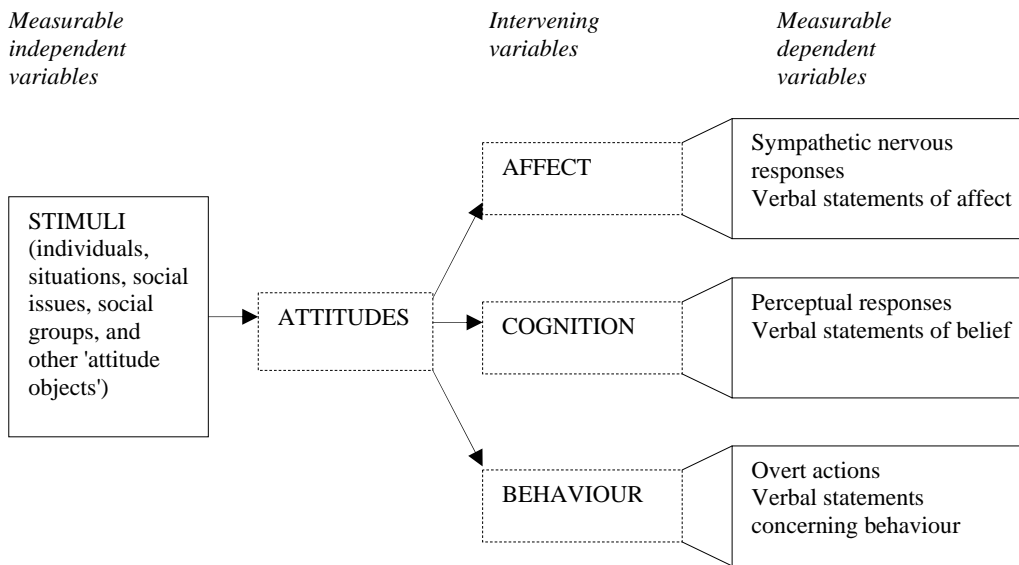 Measurable
independent
variables
Intervening
variables
Measurable
dependent
variables
STIMULI
(individuals,
situations, social
issues, social
groups, and
other 'attitude
objects')
ATTITUDES
AFFECT
Sympathetic nervous
responses
Verbal statements of affect
COGNITION
Perceptual responses
Verbal statements of belief
BEHAVIOUR
Overt actions
Verbal statements
concerning behaviour